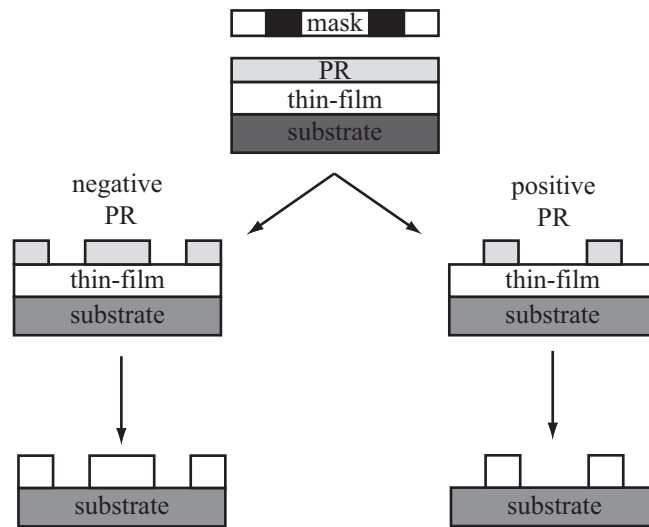 mask
PR
thin-film
substrate
negative
PR
positive
PR
thin-film
substrate
thin-film
substrate
substrate
substrate